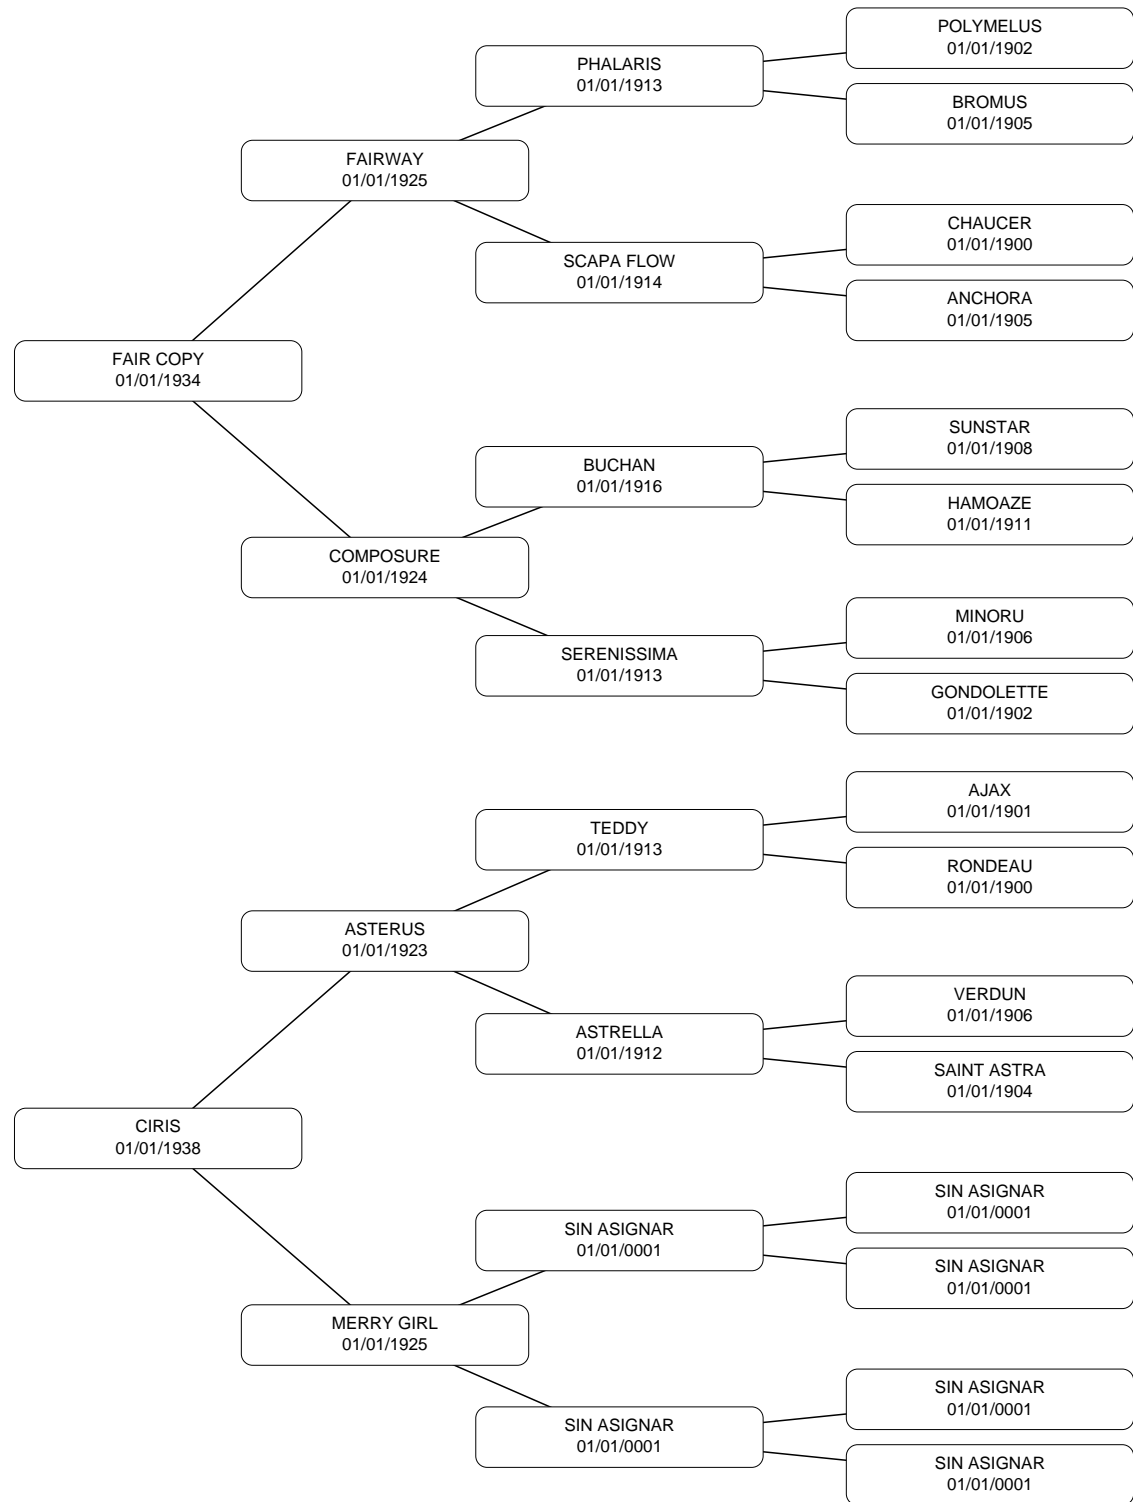 POLYMELUS
01/01/1902
PHALARIS
01/01/1913
BROMUS
01/01/1905
FAIRWAY
01/01/1925
CHAUCER
01/01/1900
SCAPA FLOW
01/01/1914
ANCHORA
01/01/1905
FAIR COPY
01/01/1934
SUNSTAR
01/01/1908
BUCHAN
01/01/1916
HAMOAZE
01/01/1911
COMPOSURE
01/01/1924
MINORU
01/01/1906
SERENISSIMA
01/01/1913
GONDOLETTE
01/01/1902
AJAX
01/01/1901
TEDDY
01/01/1913
RONDEAU
01/01/1900
ASTERUS
01/01/1923
VERDUN
01/01/1906
ASTRELLA
01/01/1912
SAINT ASTRA
01/01/1904
CIRIS
01/01/1938
SIN ASIGNAR
01/01/0001
SIN ASIGNAR
01/01/0001
SIN ASIGNAR
01/01/0001
MERRY GIRL
01/01/1925
SIN ASIGNAR
01/01/0001
SIN ASIGNAR
01/01/0001
SIN ASIGNAR
01/01/0001